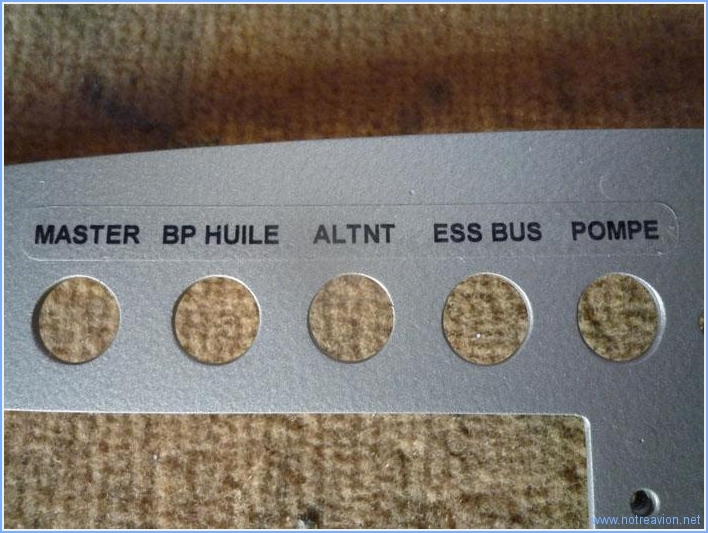 MASTER BP HUILE ALTNT ESS BUS POMPE
www.notreavion.net